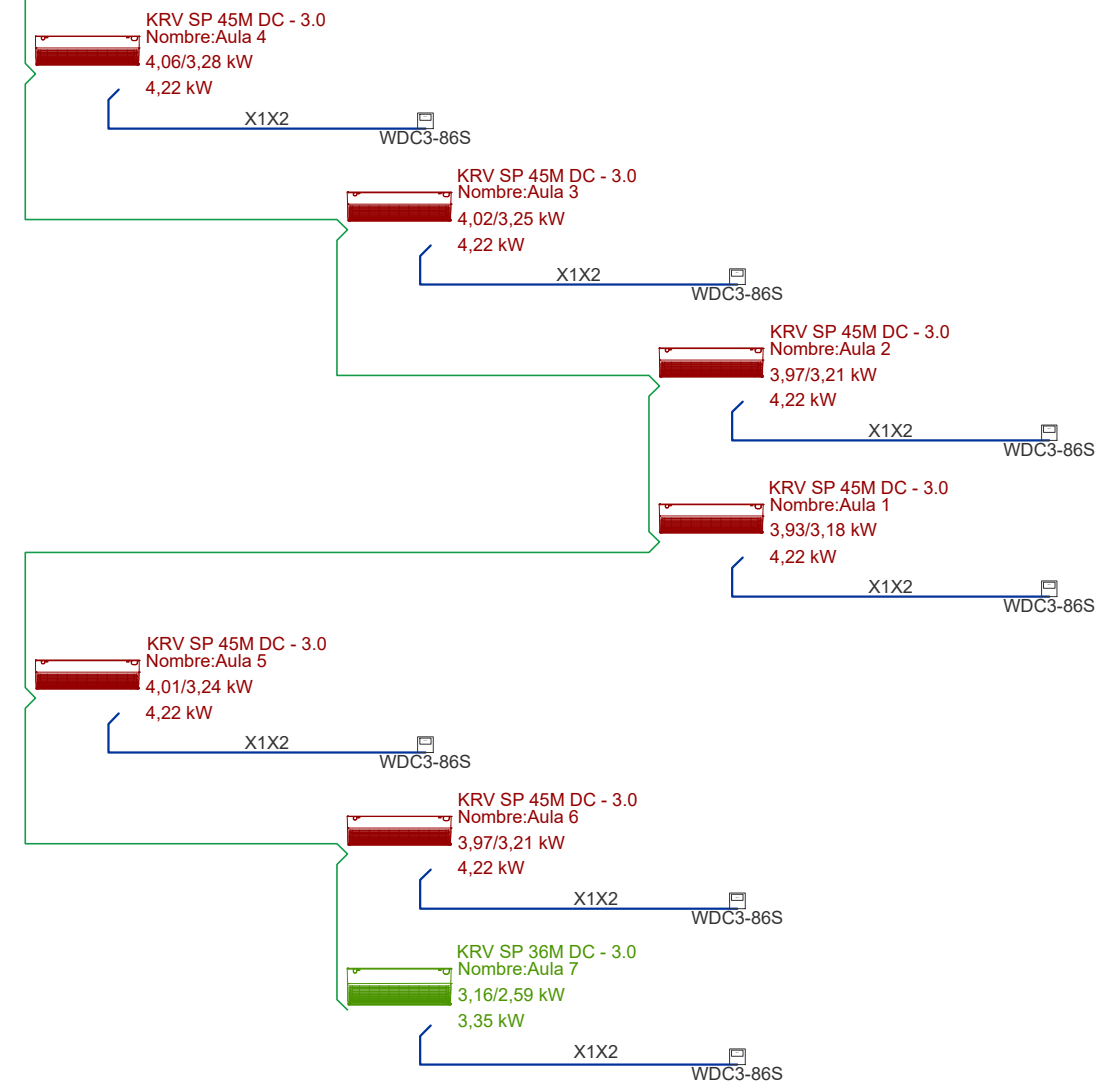 KRV SP 45M DC - 3.0
Nombre:Aula 4
4,06/3,28 kW
4,22 kW
X1X2
WDC3-86S
KRV SP 45M DC - 3.0
Nombre:Aula 3
4,02/3,25 kW
4,22 kW
X1X2
WDC3-86S
KRV SP 45M DC - 3.0
Nombre:Aula 2
3,97/3,21 kW
4,22 kW
X1X2
WDC3-86S
KRV SP 45M DC - 3.0
Nombre:Aula 1
3,93/3,18 kW
4,22 kW
X1X2
WDC3-86S
KRV SP 45M DC - 3.0
Nombre:Aula 5
4,01/3,24 kW
4,22 kW
X1X2
WDC3-86S
KRV SP 45M DC - 3.0
Nombre:Aula 6
3,97/3,21 kW
4,22 kW
X1X2
WDC3-86S
KRV SP 36M DC - 3.0
Nombre:Aula 7
3,16/2,59 kW
3,35 kW
X1X2
WDC3-86S